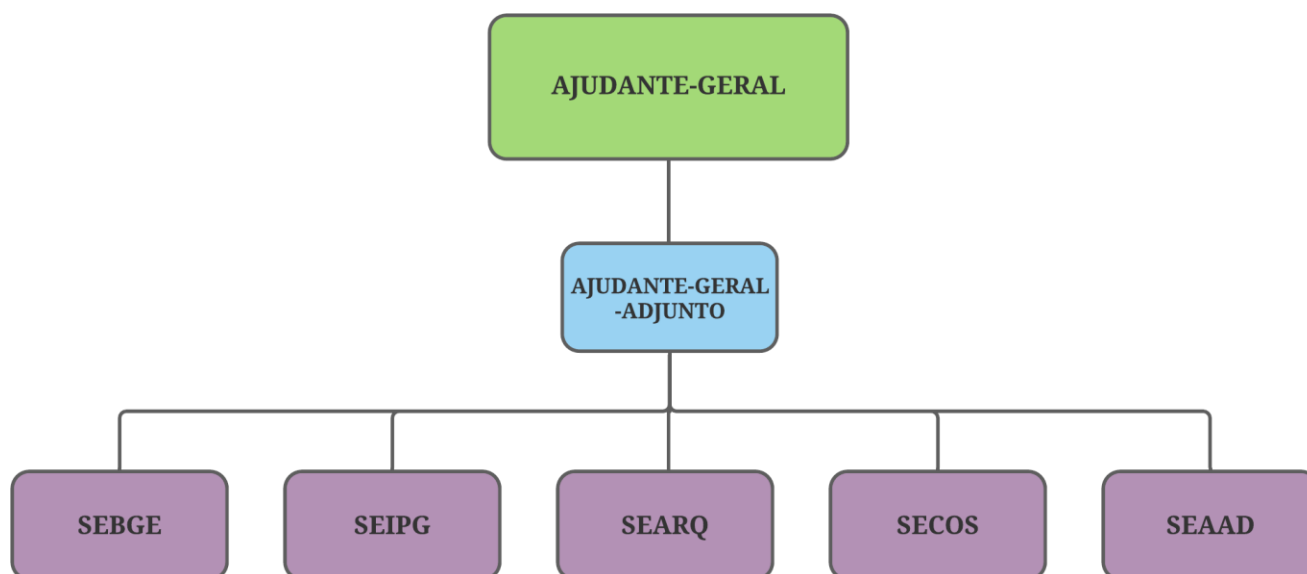 AJUDANTE-GERAL
AJUDANTE-GERAL
-ADJUNTO
SEBGE
SEIPG
SEARQ
SECOS
SEAAD